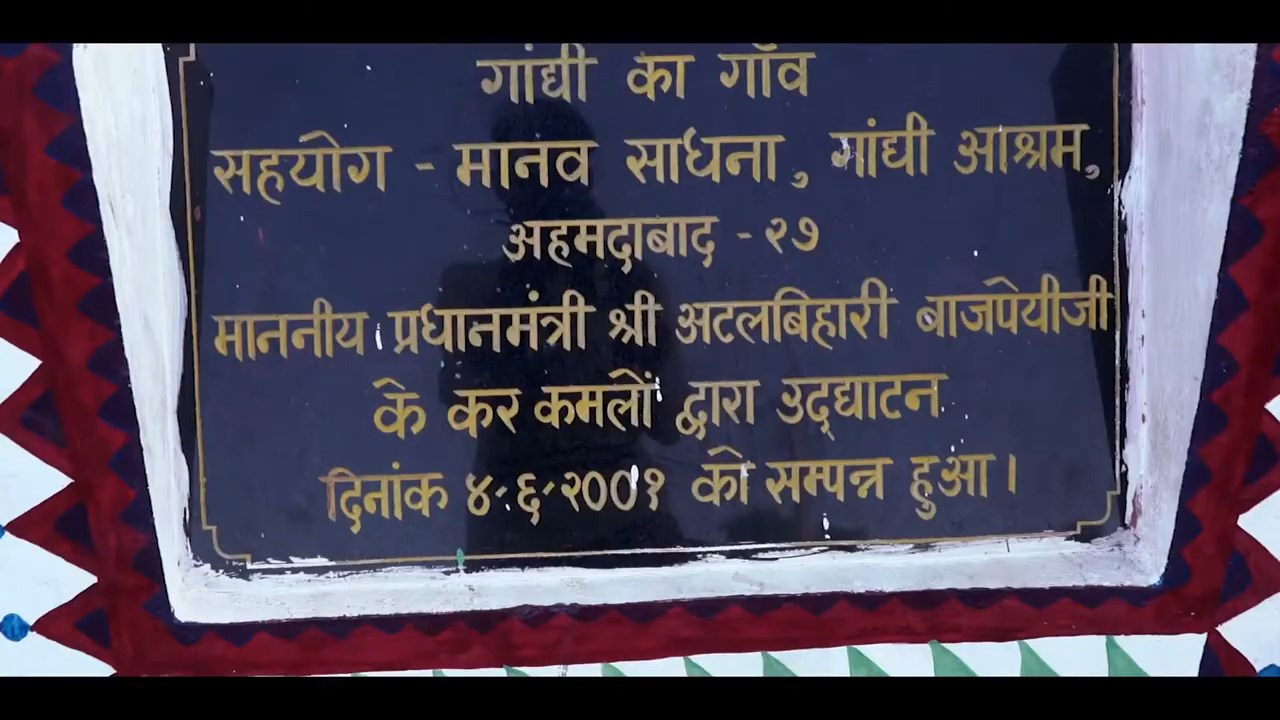 गांधी का गाँव
सहयोग - मानव साधना, गांधी आश्रम,
अहमदाबाद - २७
माननीय प्रधानमंत्री श्री अटलबिहारी बाजपेयीजी
के कर कमलों द्वारा उद्घाटन
दिनांक ४-६-२००१ को सम्पन्न हुआ।